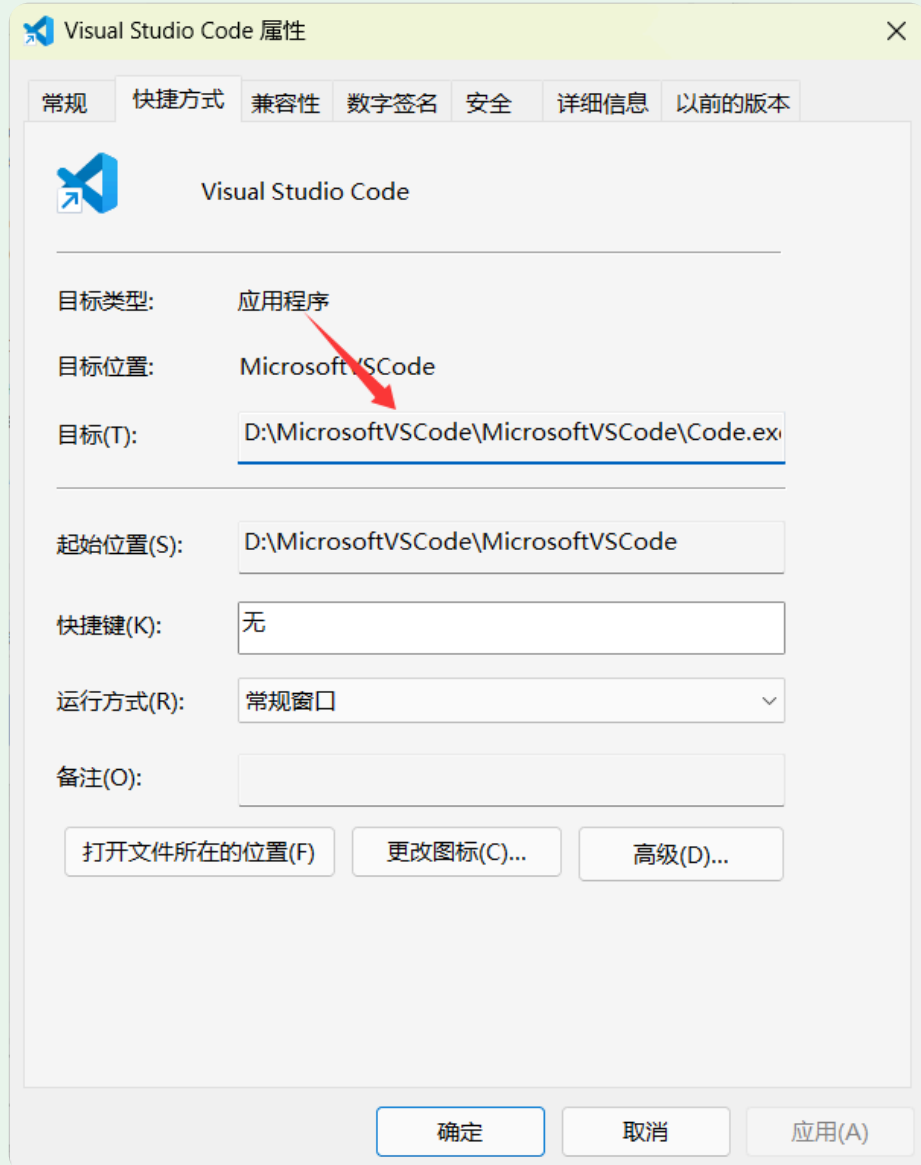 Visual Studio Code 属性
常规 快捷方式 兼容性 数字签名 安全 详细信息 以前的版本
Visual Studio Code
目标类型: 应用程序
目标位置: MicrosoftVSCode
目标(T): D:\MicrosoftVSCode\MicrosoftVSCode\Code.exe
起始位置(S): D:\MicrosoftVSCode\MicrosoftVSCode
快捷键(K): 无
运行方式(R): 常规窗口
备注(O):
打开文件所在的位置(F) 更改图标(C)... 高级(D)...
确定 取消 应用(A)